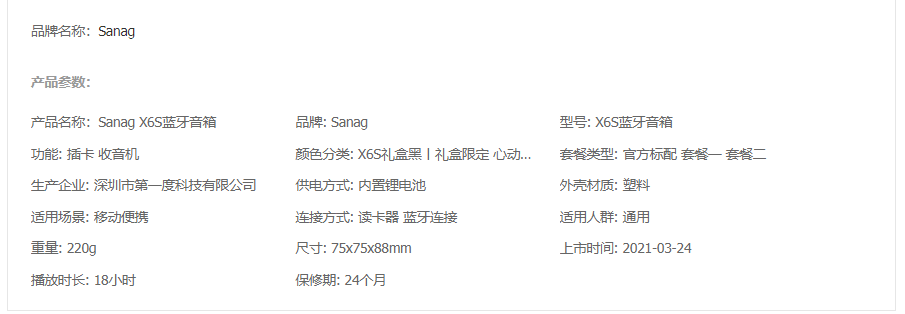 品牌名称：Sanag
产品参数：
产品名称：Sanag X6S蓝牙音箱 品牌: Sanag 型号: X6S蓝牙音箱
功能: 插卡 收音机 颜色分类: X6S礼盒黑丨礼盒限定 心动... 套餐类型: 官方标配 套餐一 套餐二
生产企业: 深圳市第一度科技有限公司 供电方式: 内置锂电池 外壳材质: 塑料
适用场景: 移动便携 连接方式: 读卡器 蓝牙连接 适用人群: 通用
重量: 220g 尺寸: 75x75x88mm 上市时间: 2021-03-24
播放时长: 18小时 保修期: 24个月